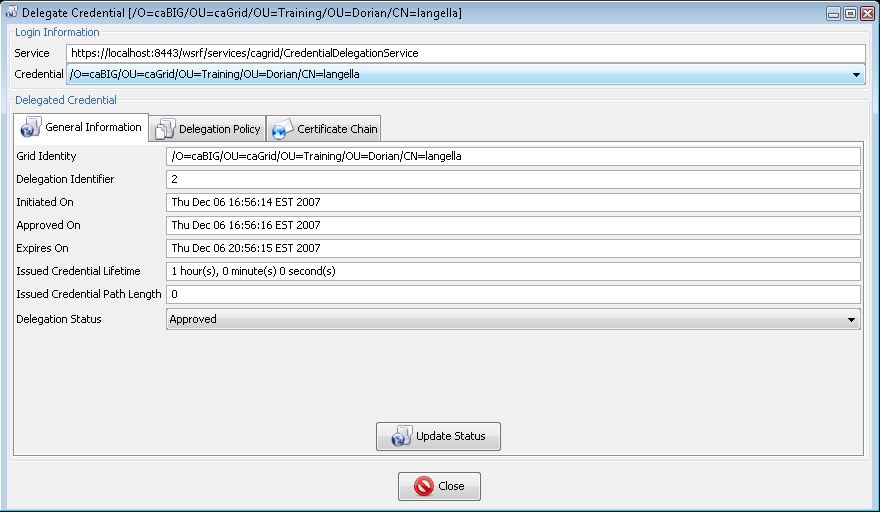 Delegate Credential [/O=caBIG/OU=caGrid/OU=Training/OU=Dorian/CN=langella]
Login Information
Service https://localhost:8443/wsrf/services/cagrid/CredentialDelegationService
Credential /O=caBIG/OU=caGrid/OU=Training/OU=Dorian/CN=langella
Delegated Credential
General Information Delegation Policy Certificate Chain
Grid Identity /O=caBIG/OU=caGrid/OU=Training/OU=Dorian/CN=langella
Delegation Identifier 2
Initiated On Thu Dec 06 16:56:14 EST 2007
Approved On Thu Dec 06 16:56:16 EST 2007
Expires On Thu Dec 06 20:56:15 EST 2007
Issued Credential Lifetime 1 hour(s), 0 minute(s) 0 second(s)
Issued Credential Path Length 0
Delegation Status Approved
Update Status
Close